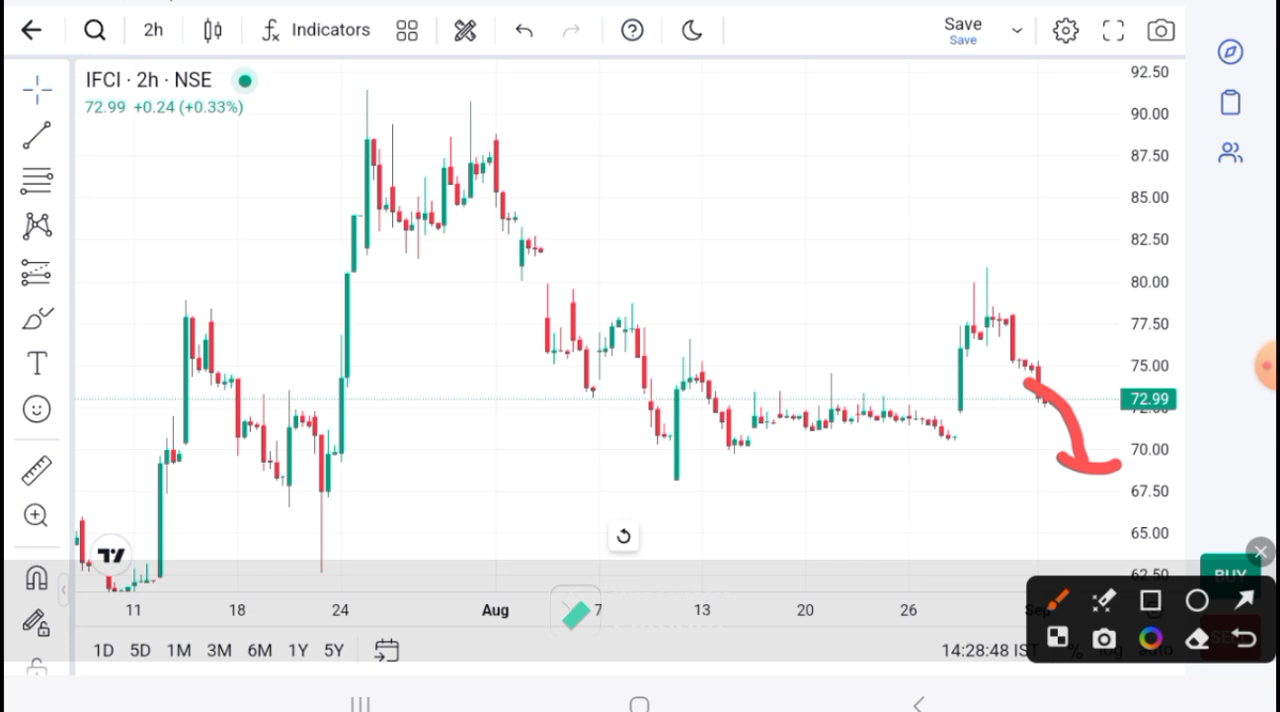 2h
Indicators
Save
Save
IFCI · 2h · NSE
72.99 +0.24 (+0.33%)
92.50
90.00
87.50
85.00
82.50
80.00
77.50
75.00
72.99
70.00
67.50
65.00
62.50
BUY
11 18 24 Aug 7 13 20 26 Sep
1D 5D 1M 3M 6M 1Y 5Y
14:28:48 IST % log auto